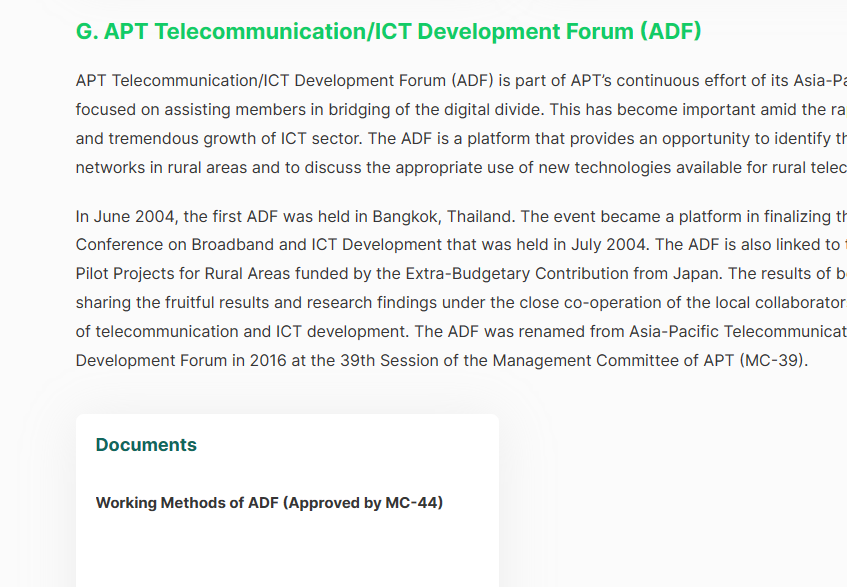 G. APT Telecommunication/ICT Development Forum (ADF)
APT Telecommunication/ICT Development Forum (ADF) is part of APT’s continuous effort of its Asia-Pa
focused on assisting members in bridging of the digital divide. This has become important amid the ra
and tremendous growth of ICT sector. The ADF is a platform that provides an opportunity to identify th
networks in rural areas and to discuss the appropriate use of new technologies available for rural telec
In June 2004, the first ADF was held in Bangkok, Thailand. The event became a platform in finalizing th
Conference on Broadband and ICT Development that was held in July 2004. The ADF is also linked to
Pilot Projects for Rural Areas funded by the Extra-Budgetary Contribution from Japan. The results of b
sharing the fruitful results and research findings under the close co-operation of the local collaborator
of telecommunication and ICT development. The ADF was renamed from Asia-Pacific Telecommunicat
Development Forum in 2016 at the 39th Session of the Management Committee of APT (MC-39).
Documents
Working Methods of ADF (Approved by MC-44)